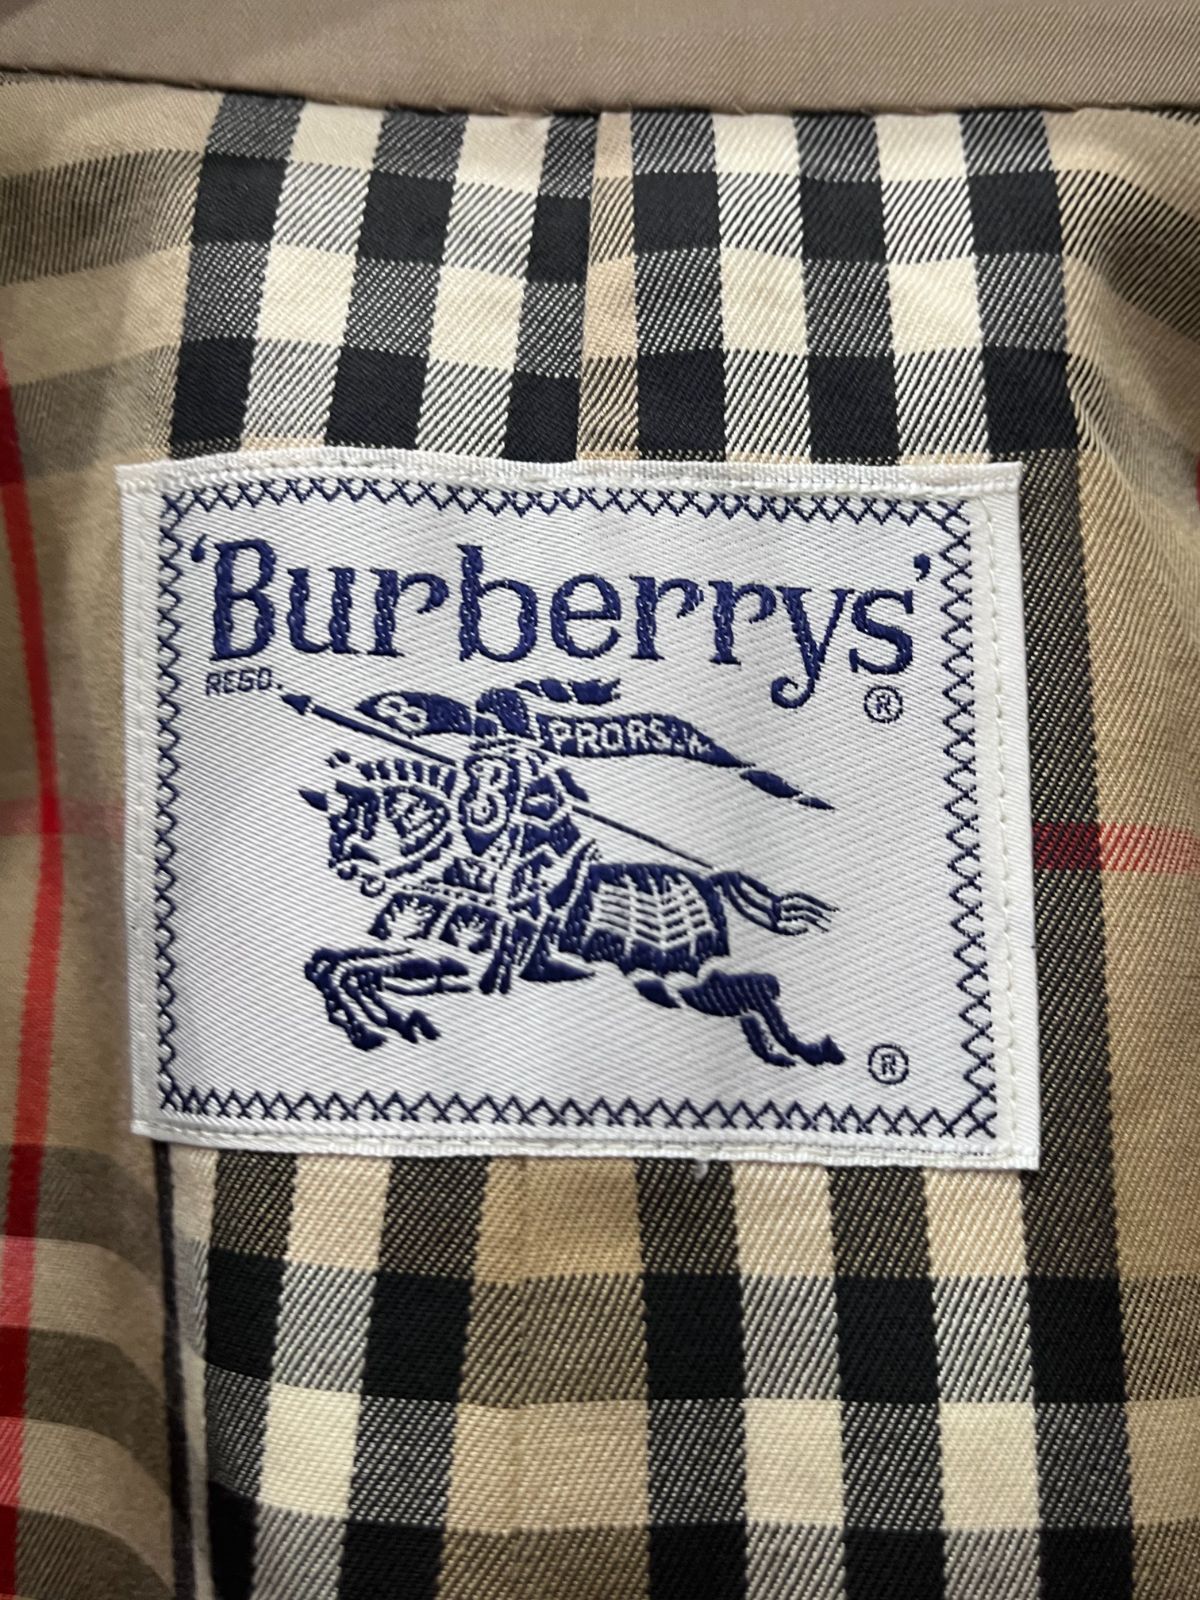 'Burberrys'
REGD.
®
PRORSUM
®